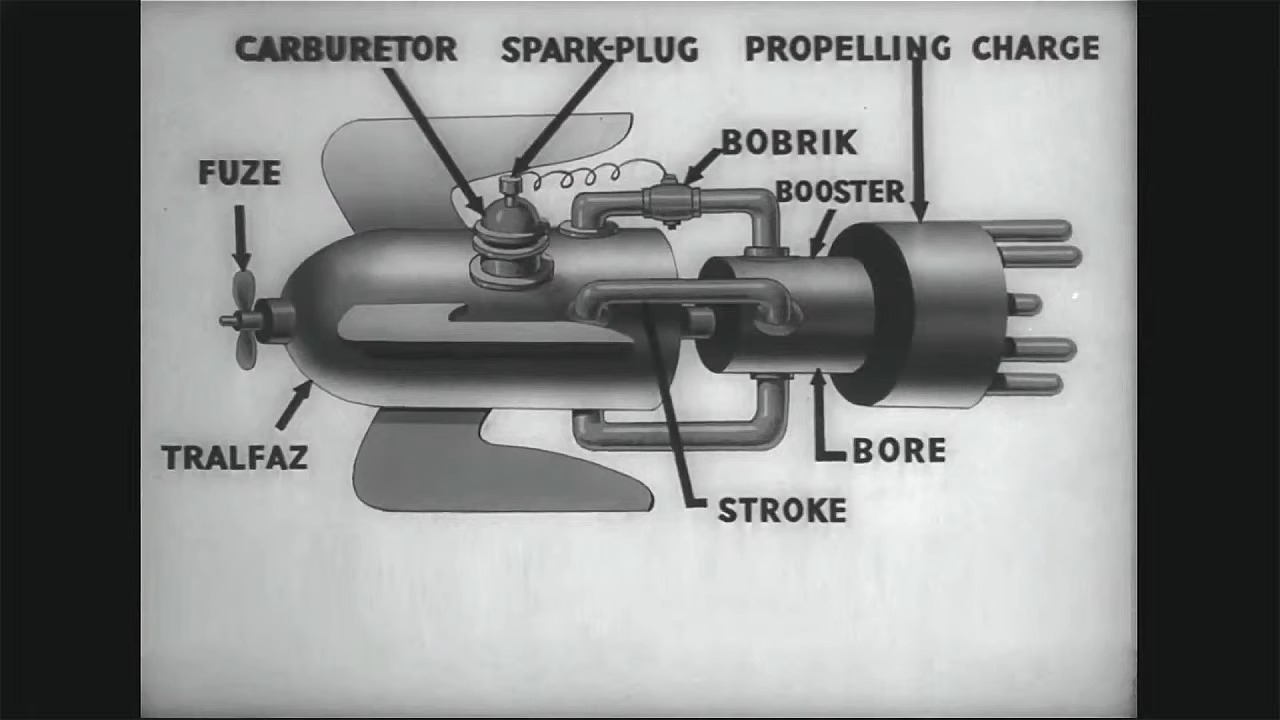 CARBURETOR SPARK-PLUG PROPELLING CHARGE
BOBRIK
FUZE
BOOSTER
TRALFAZ
BORE
STROKE